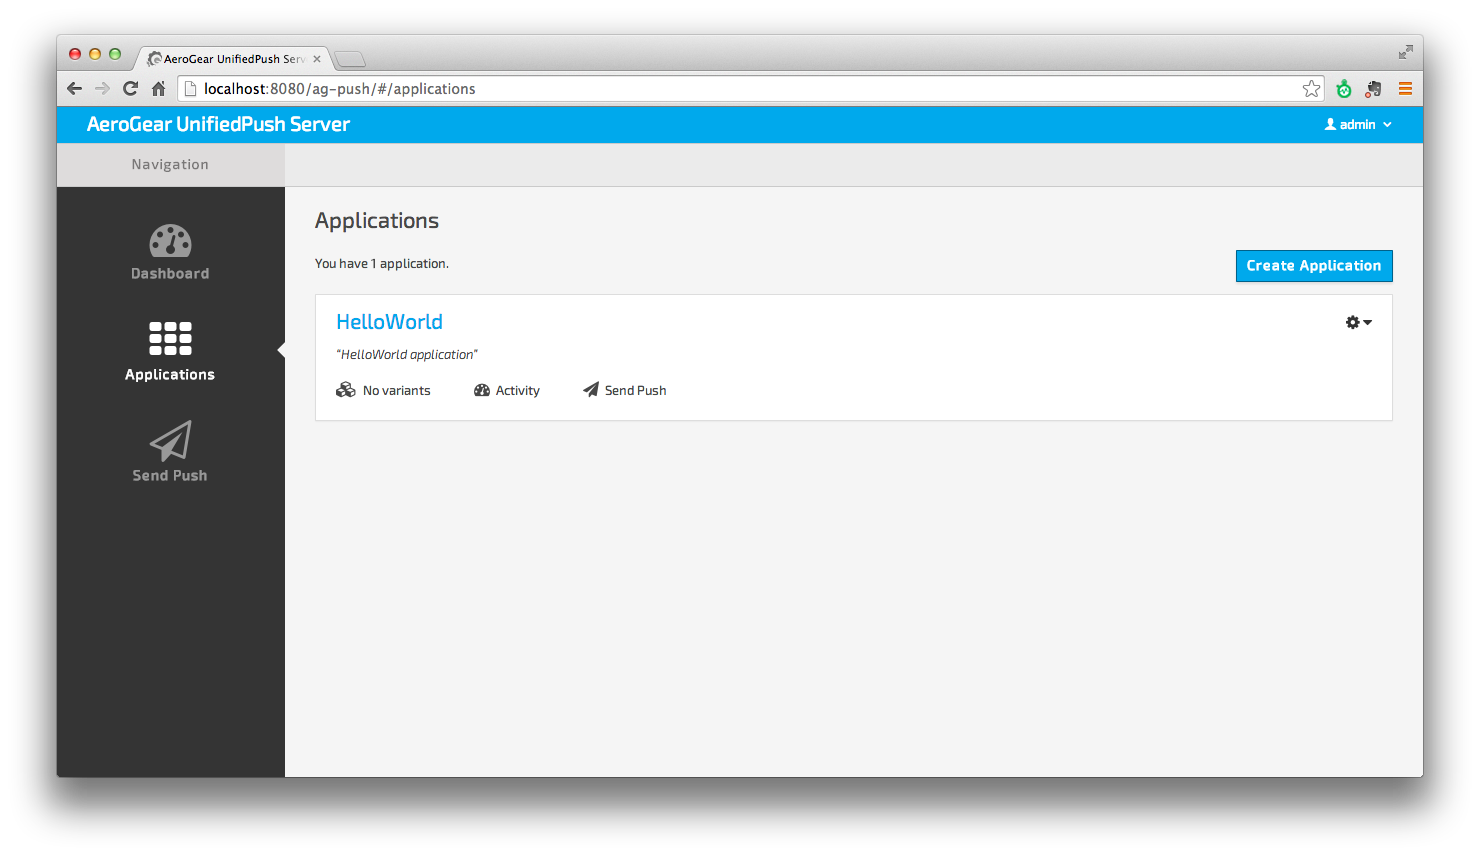 AeroGear UnifiedPush Serv
localhost:8080/ag-push/#/applications
AeroGear UnifiedPush Server
admin
Navigation
Dashboard
Applications
Send Push
Applications
You have 1 application.
Create Application
HelloWorld
"HelloWorld application"
No variants
Activity
Send Push